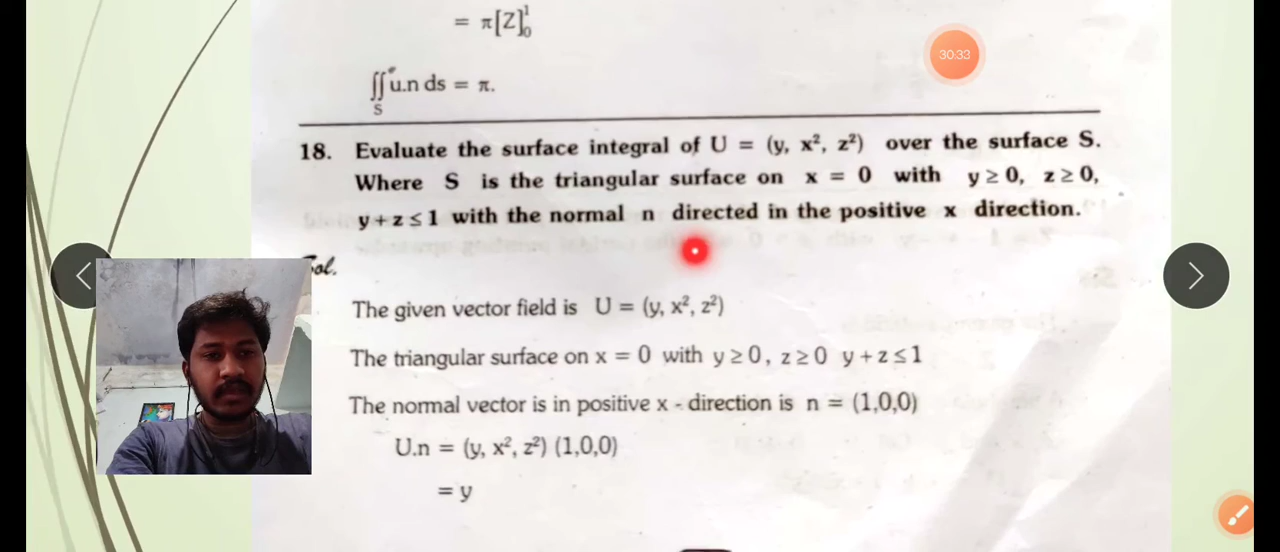 = π[Z]¹₀
30:33
∬ u.n ds = π.
S
18. Evaluate the surface integral of U = (y, x², z²) over the surface S.
Where S is the triangular surface on x = 0 with y ≥ 0, z ≥ 0,
y + z ≤ 1 with the normal n directed in the positive x direction.
Sol.
The given vector field is U = (y, x², z²)
The triangular surface on x = 0 with y ≥ 0, z ≥ 0 y + z ≤ 1
The normal vector is in positive x - direction is n = (1,0,0)
U.n = (y, x², z²) (1,0,0)
= y